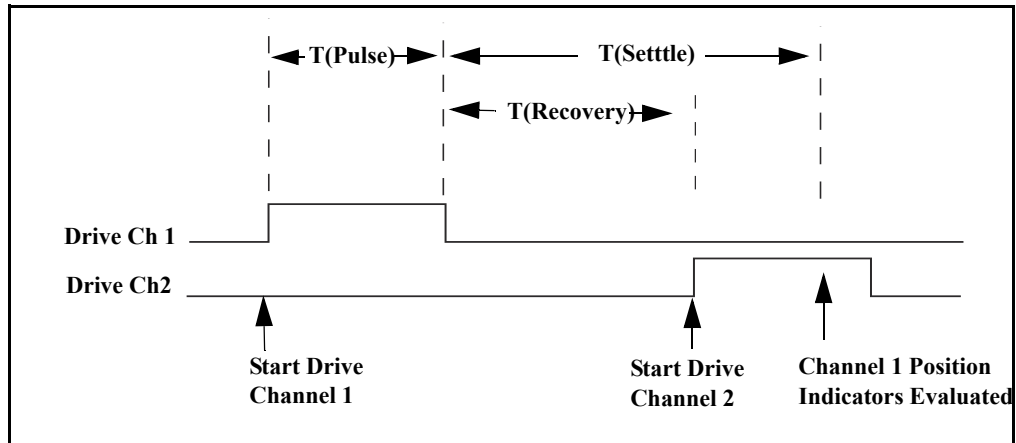 T(Pulse)
T(Setttle)
T(Recovery)
Drive Ch 1
Drive Ch2
Start Drive
Channel 1
Start Drive
Channel 2
Channel 1 Position
Indicators Evaluated